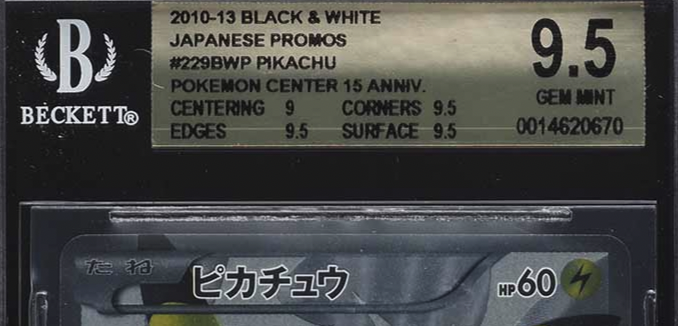 2010-13 BLACK & WHITE
JAPANESE PROMOS
#229BWP PIKACHU
POKEMON CENTER 15 ANNIV.
CENTERING 9 CORNERS 9.5
EDGES 9.5 SURFACE 9.5
9.5
GEM MINT
0014620670
B
BECKETT®
たね
ピカチュウ
HP60